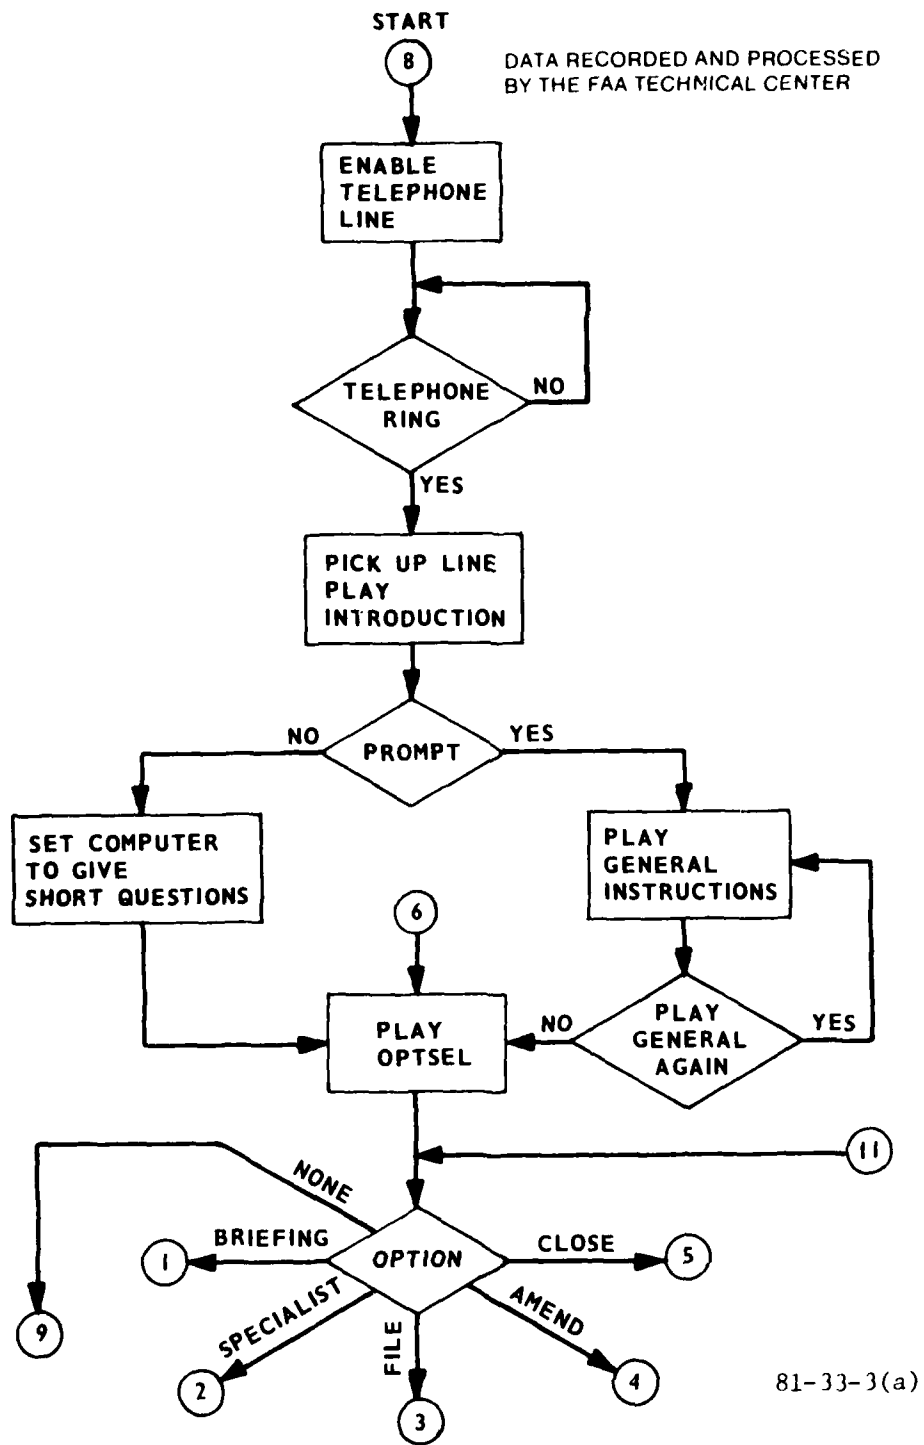 START
8
DATA RECORDED AND PROCESSED
BY THE FAA TECHNICAL CENTER
ENABLE
TELEPHONE
LINE
TELEPHONE
RING
NO
YES
PICK UP LINE
PLAY
INTRODUCTION
NO
PROMPT
YES
SET COMPUTER
TO GIVE
SHORT QUESTIONS
PLAY
GENERAL
INSTRUCTIONS
6
PLAY
OPTSEL
NO
PLAY
GENERAL
AGAIN
YES
11
NONE
BRIEFING
1
OPTION
CLOSE
5
9
SPECIALIST
2
FILE
3
AMEND
4
81-33-3(a)